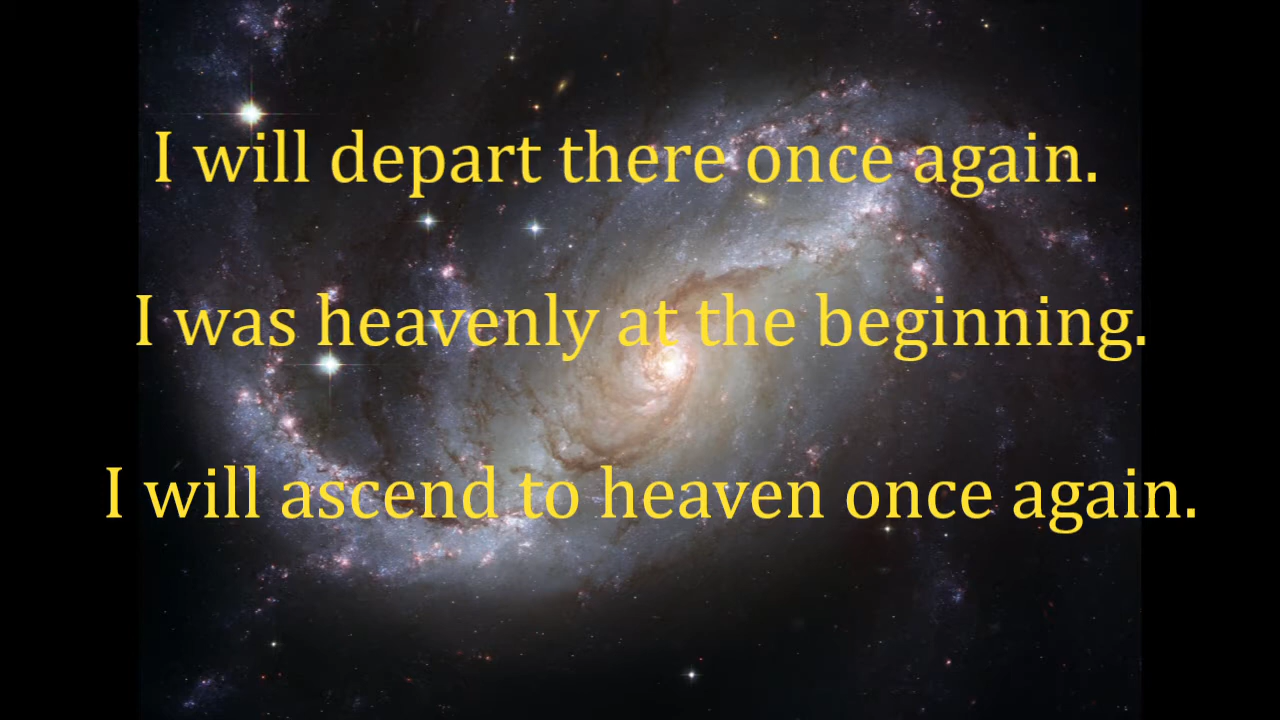 I will depart there once again.
I was heavenly at the beginning.
I will ascend to heaven once again.